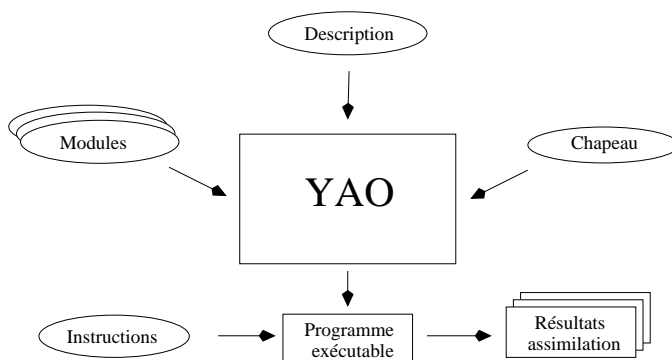 Description
Modules
Chapeau
YAO
Instructions
Programme
exécutable
Résultats
assimilation